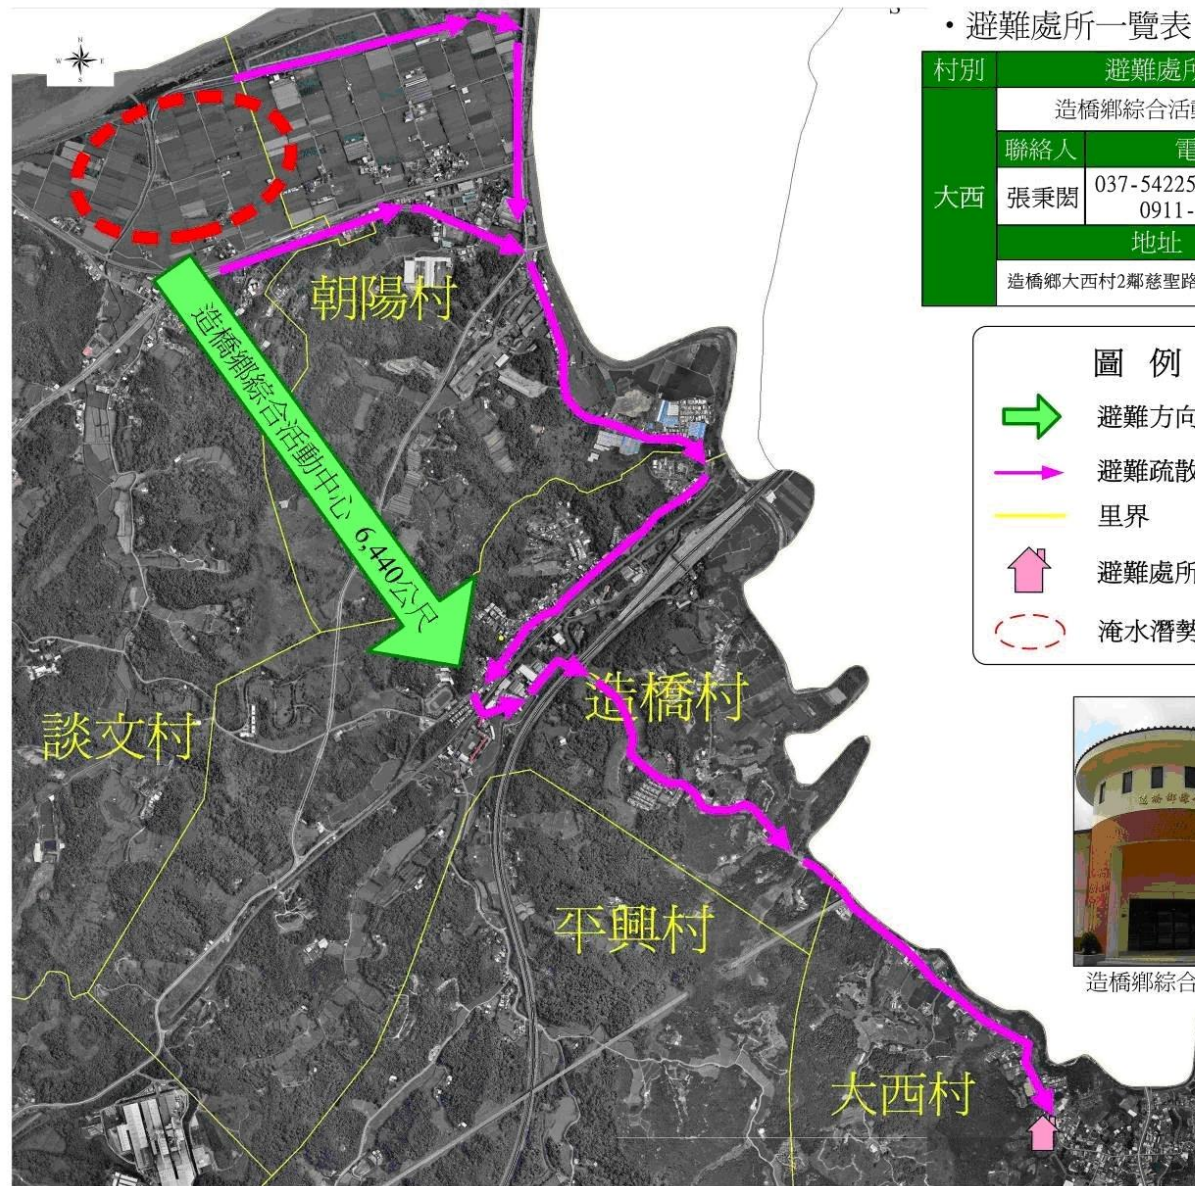 N
W
E
S
S
・避難處所一覽表
村別
避難處所
大西
造橋鄉綜合活動
聯絡人
電
張秉閎
037-54225
0911-
地址
造橋鄉大西村2鄰慈聖路
圖 例
避難方向
避難疏散
里界
避難處所
淹水潛勢
朝陽村
造橋鄉綜合活動中心 6,440公尺
談文村
造橋村
平興村
大西村
造橋鄉綜合